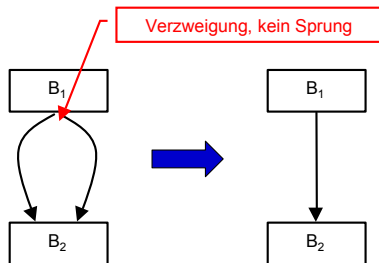 Verzweigung, kein Sprung
B₁ B₁
B₂ B₂